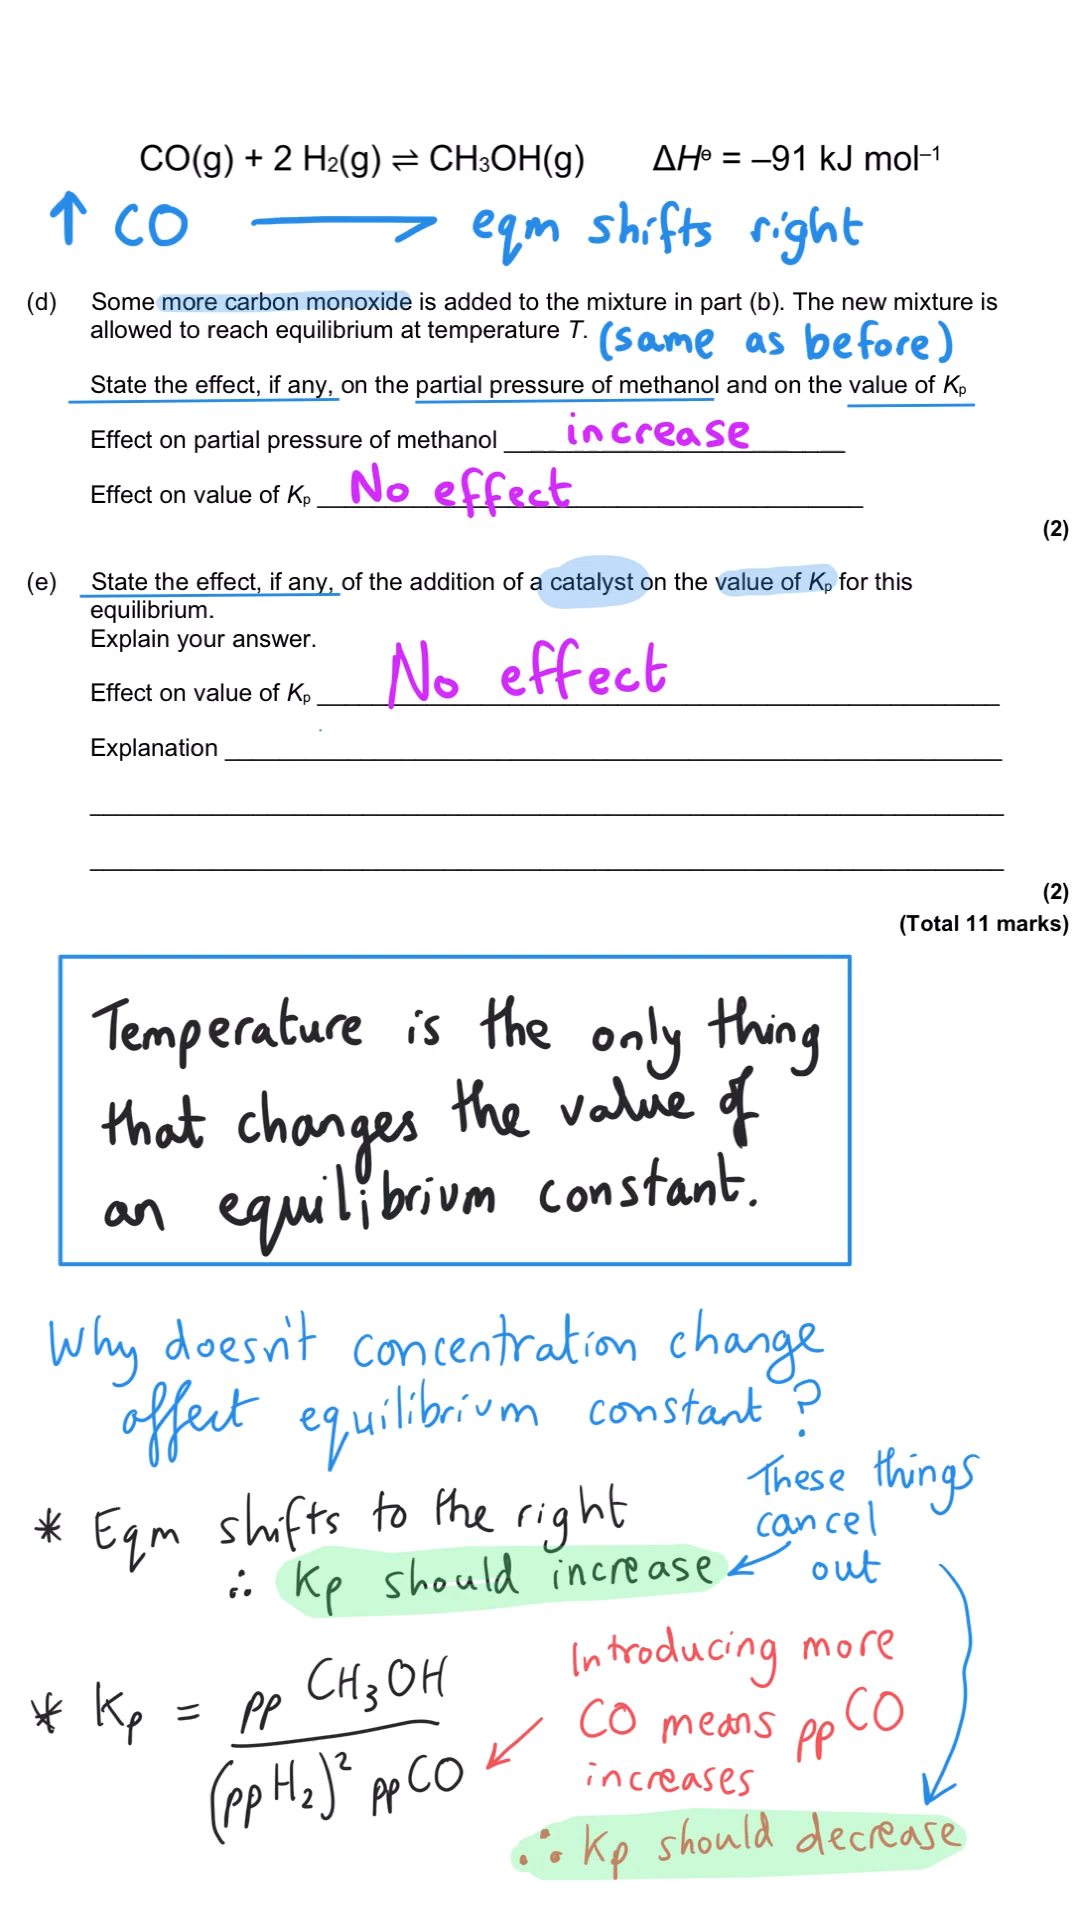 CO(g) + 2 H₂(g) ⇌ CH₃OH(g) ΔH⦵ = –91 kJ mol⁻¹
↑ CO ⟶ eqm shifts right
(d) Some more carbon monoxide is added to the mixture in part (b). The new mixture is
allowed to reach equilibrium at temperature T. (same as before)
State the effect, if any, on the partial pressure of methanol and on the value of Kₚ
Effect on partial pressure of methanol increase
Effect on value of Kₚ No effect
(2)
(e) State the effect, if any, of the addition of a catalyst on the value of Kₚ for this
equilibrium.
Explain your answer.
Effect on value of Kₚ No effect
Explanation
(2)
(Total 11 marks)
Temperature is the only thing
that changes the value of
an equilibrium constant.
Why doesn't concentration change
affect equilibrium constant?
These things
cancel
out
* Eqm shifts to the right
∴ Kp should increase
* Kp = pp CH₃OH
(pp H₂)² pp CO
Introducing more
CO means pp CO
increases
∴ Kp should decrease